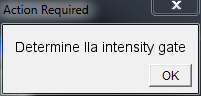 Action Required
Determine IIa intensity gate
OK